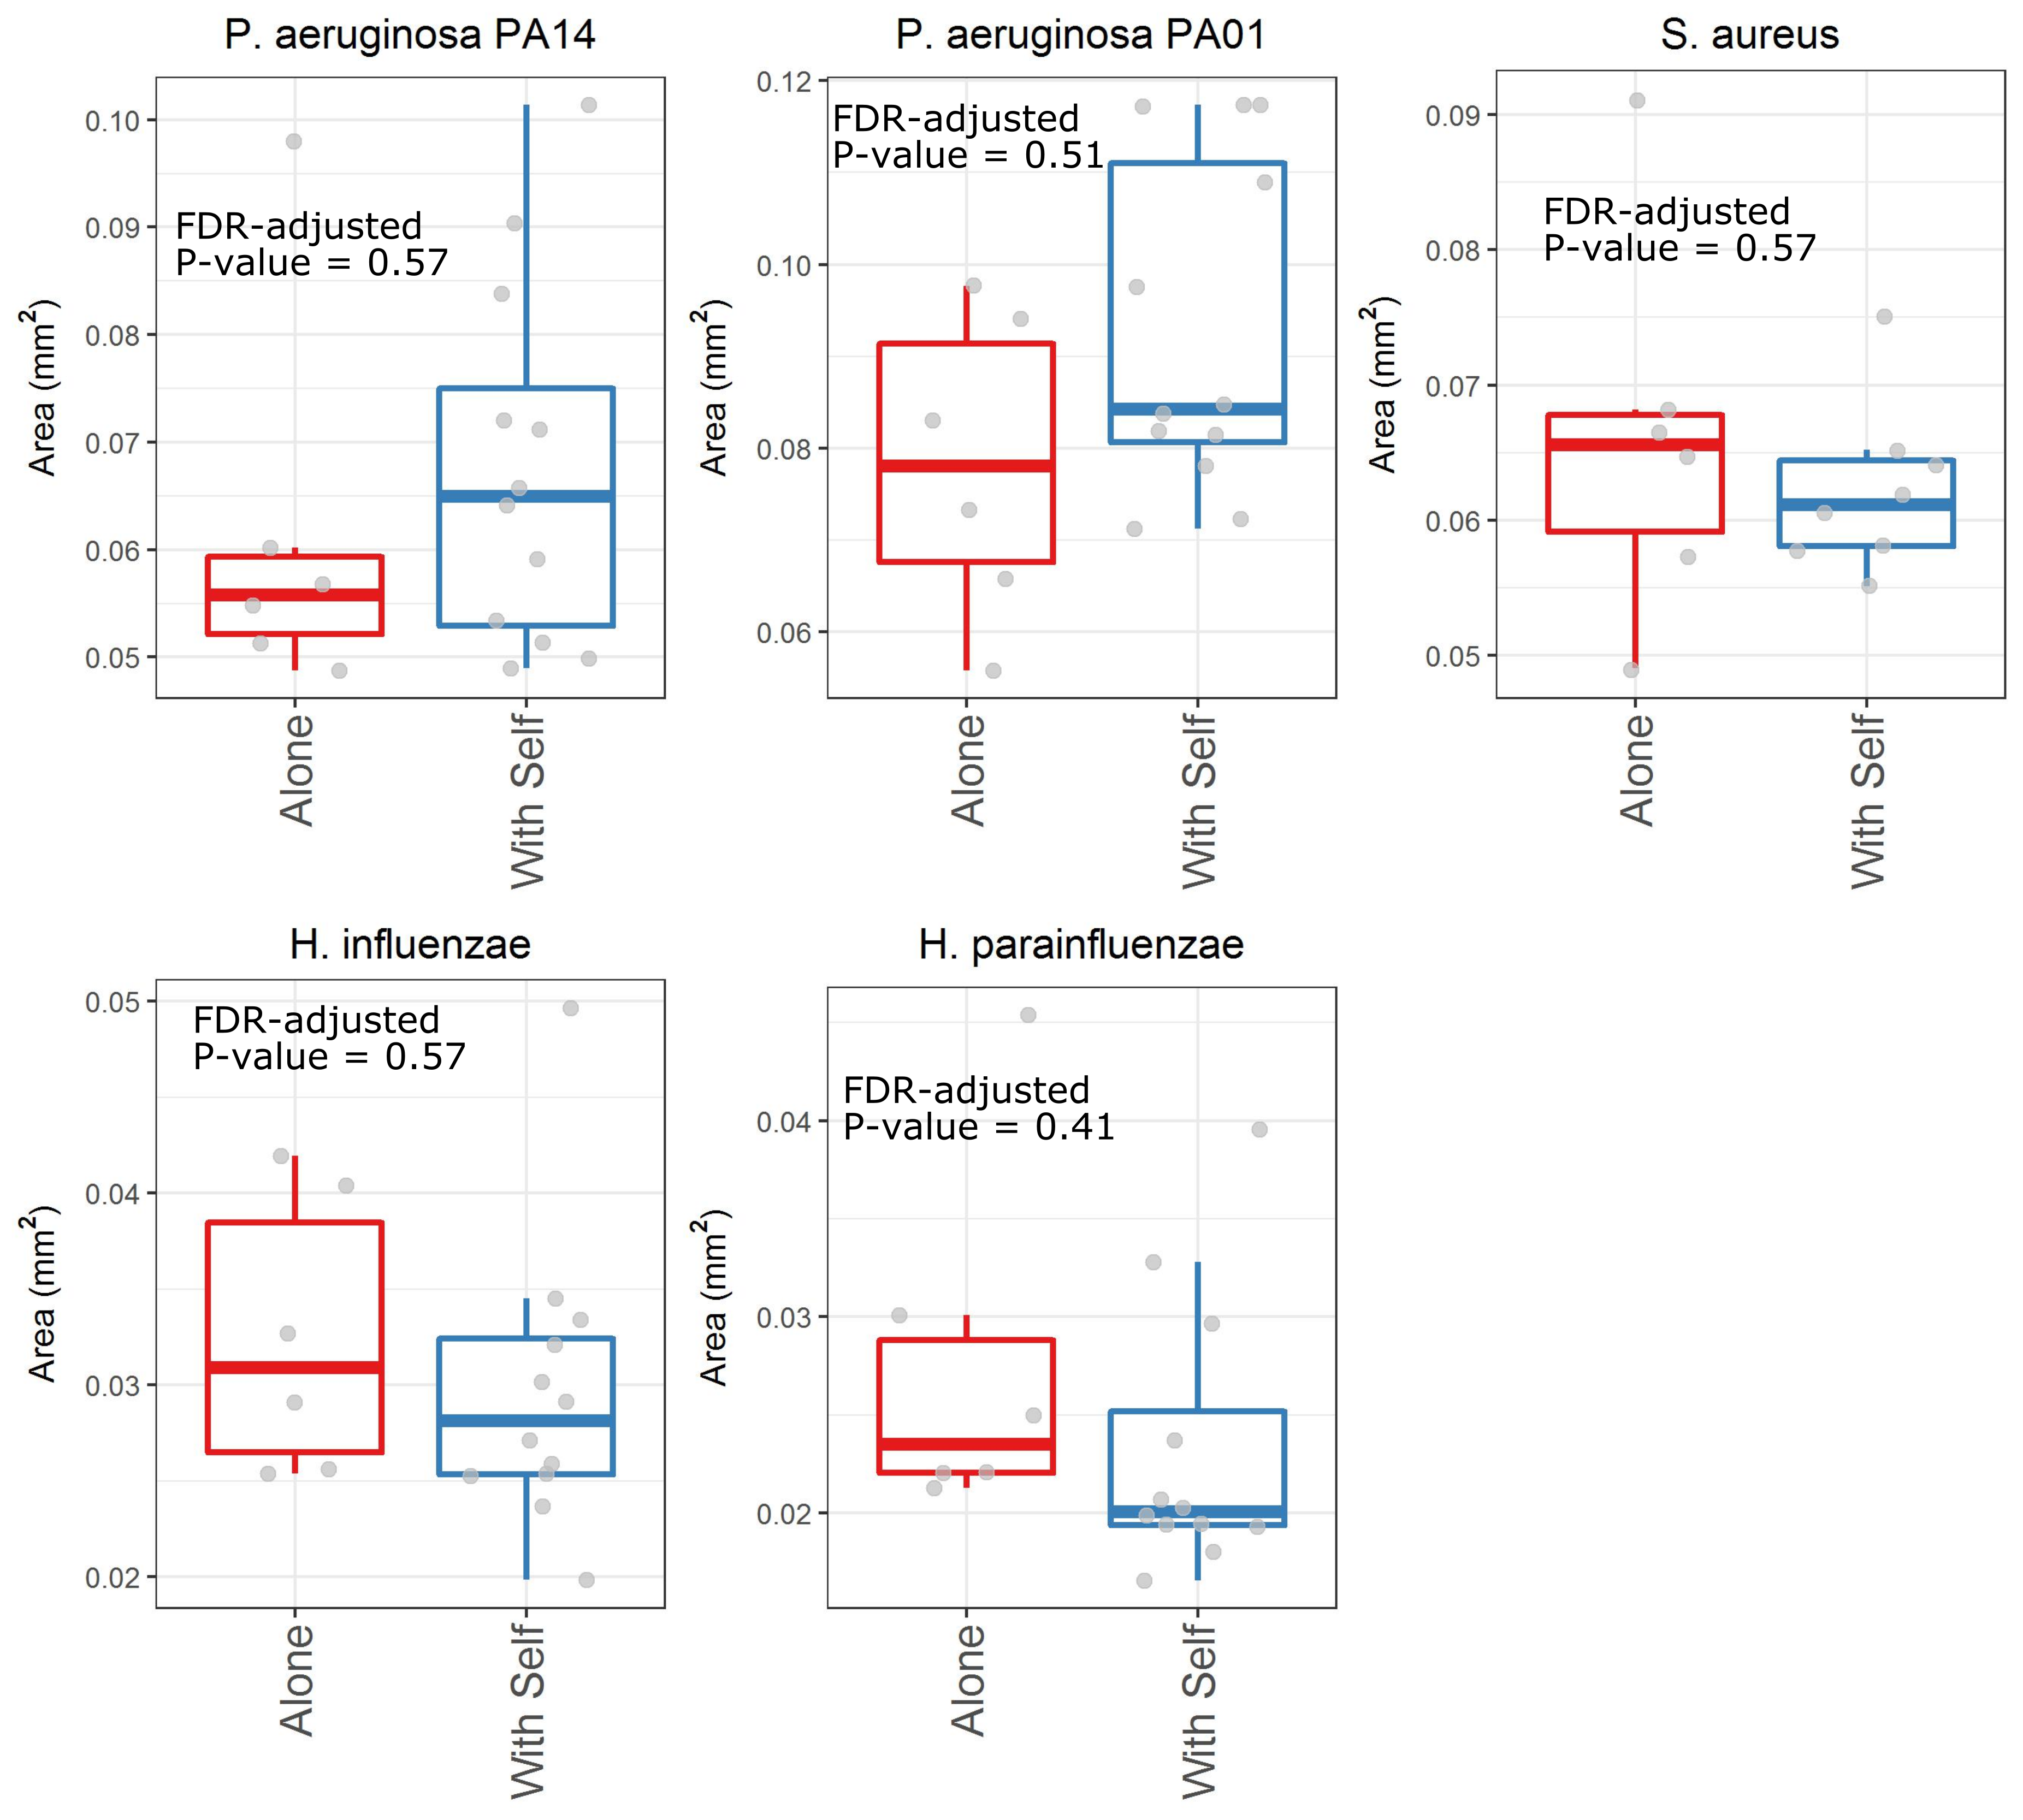 P. aeruginosa PA14
Area (mm²)
0.10
0.09
0.08
0.07
0.06
0.05
FDR-adjusted
P-value = 0.57
Alone
With Self
P. aeruginosa PA01
Area (mm²)
0.12
0.10
0.08
0.06
FDR-adjusted
P-value = 0.51
Alone
With Self
S. aureus
Area (mm²)
0.09
0.08
0.07
0.06
0.05
FDR-adjusted
P-value = 0.57
Alone
With Self
H. influenzae
Area (mm²)
0.05
0.04
0.03
0.02
FDR-adjusted
P-value = 0.57
Alone
With Self
H. parainfluenzae
Area (mm²)
0.04
0.03
0.02
FDR-adjusted
P-value = 0.41
Alone
With Self